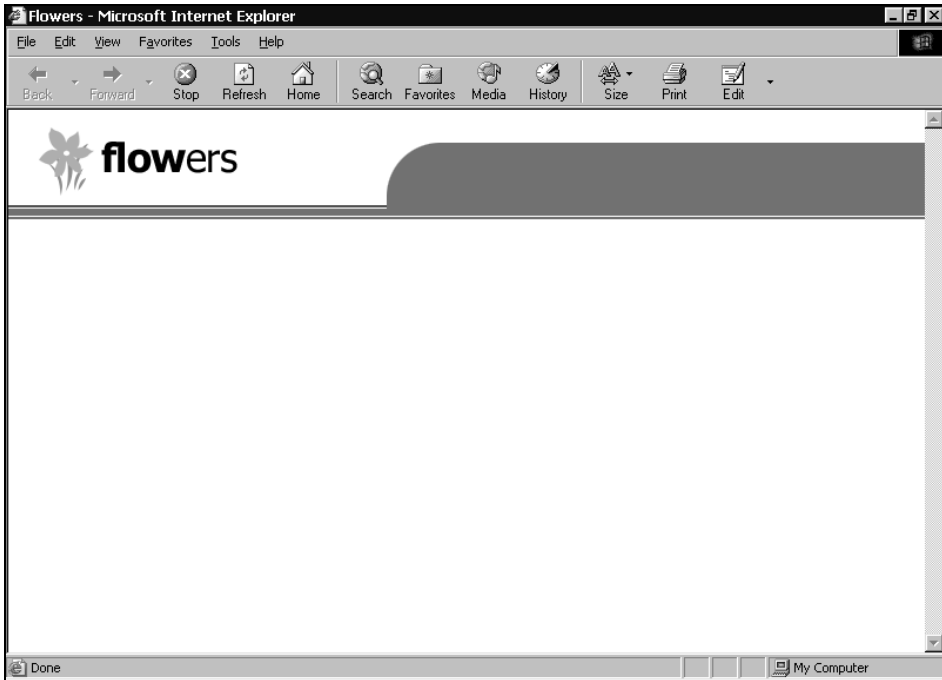 Flowers - Microsoft Internet Explorer
File Edit View Favorites Tools Help
Back Forward Stop Refresh Home Search Favorites Media History Size Print Edit
flowers
Done My Computer